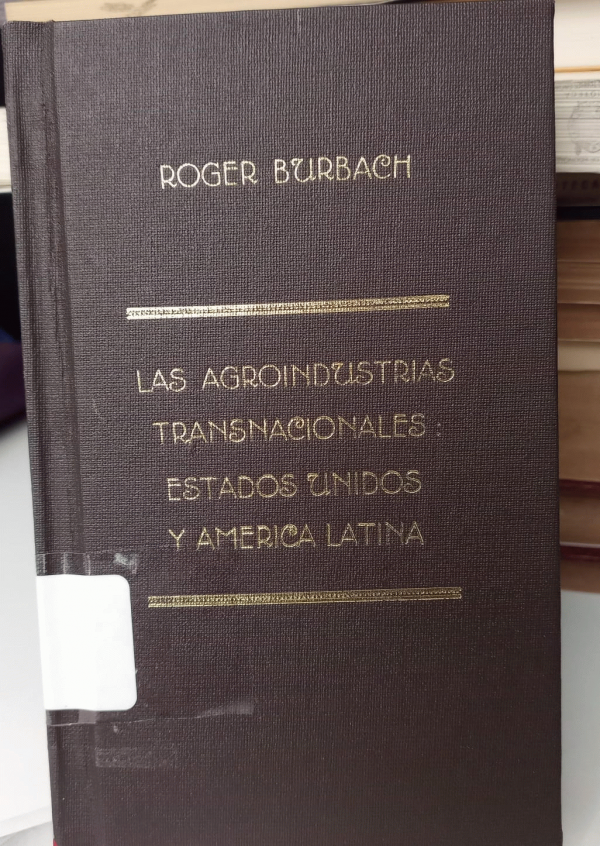 ROGER BURBACH
LAS AGROINDUSTRIAS
TRANSNACIONALES:
ESTADOS UNIDOS
Y AMERICA LATINA